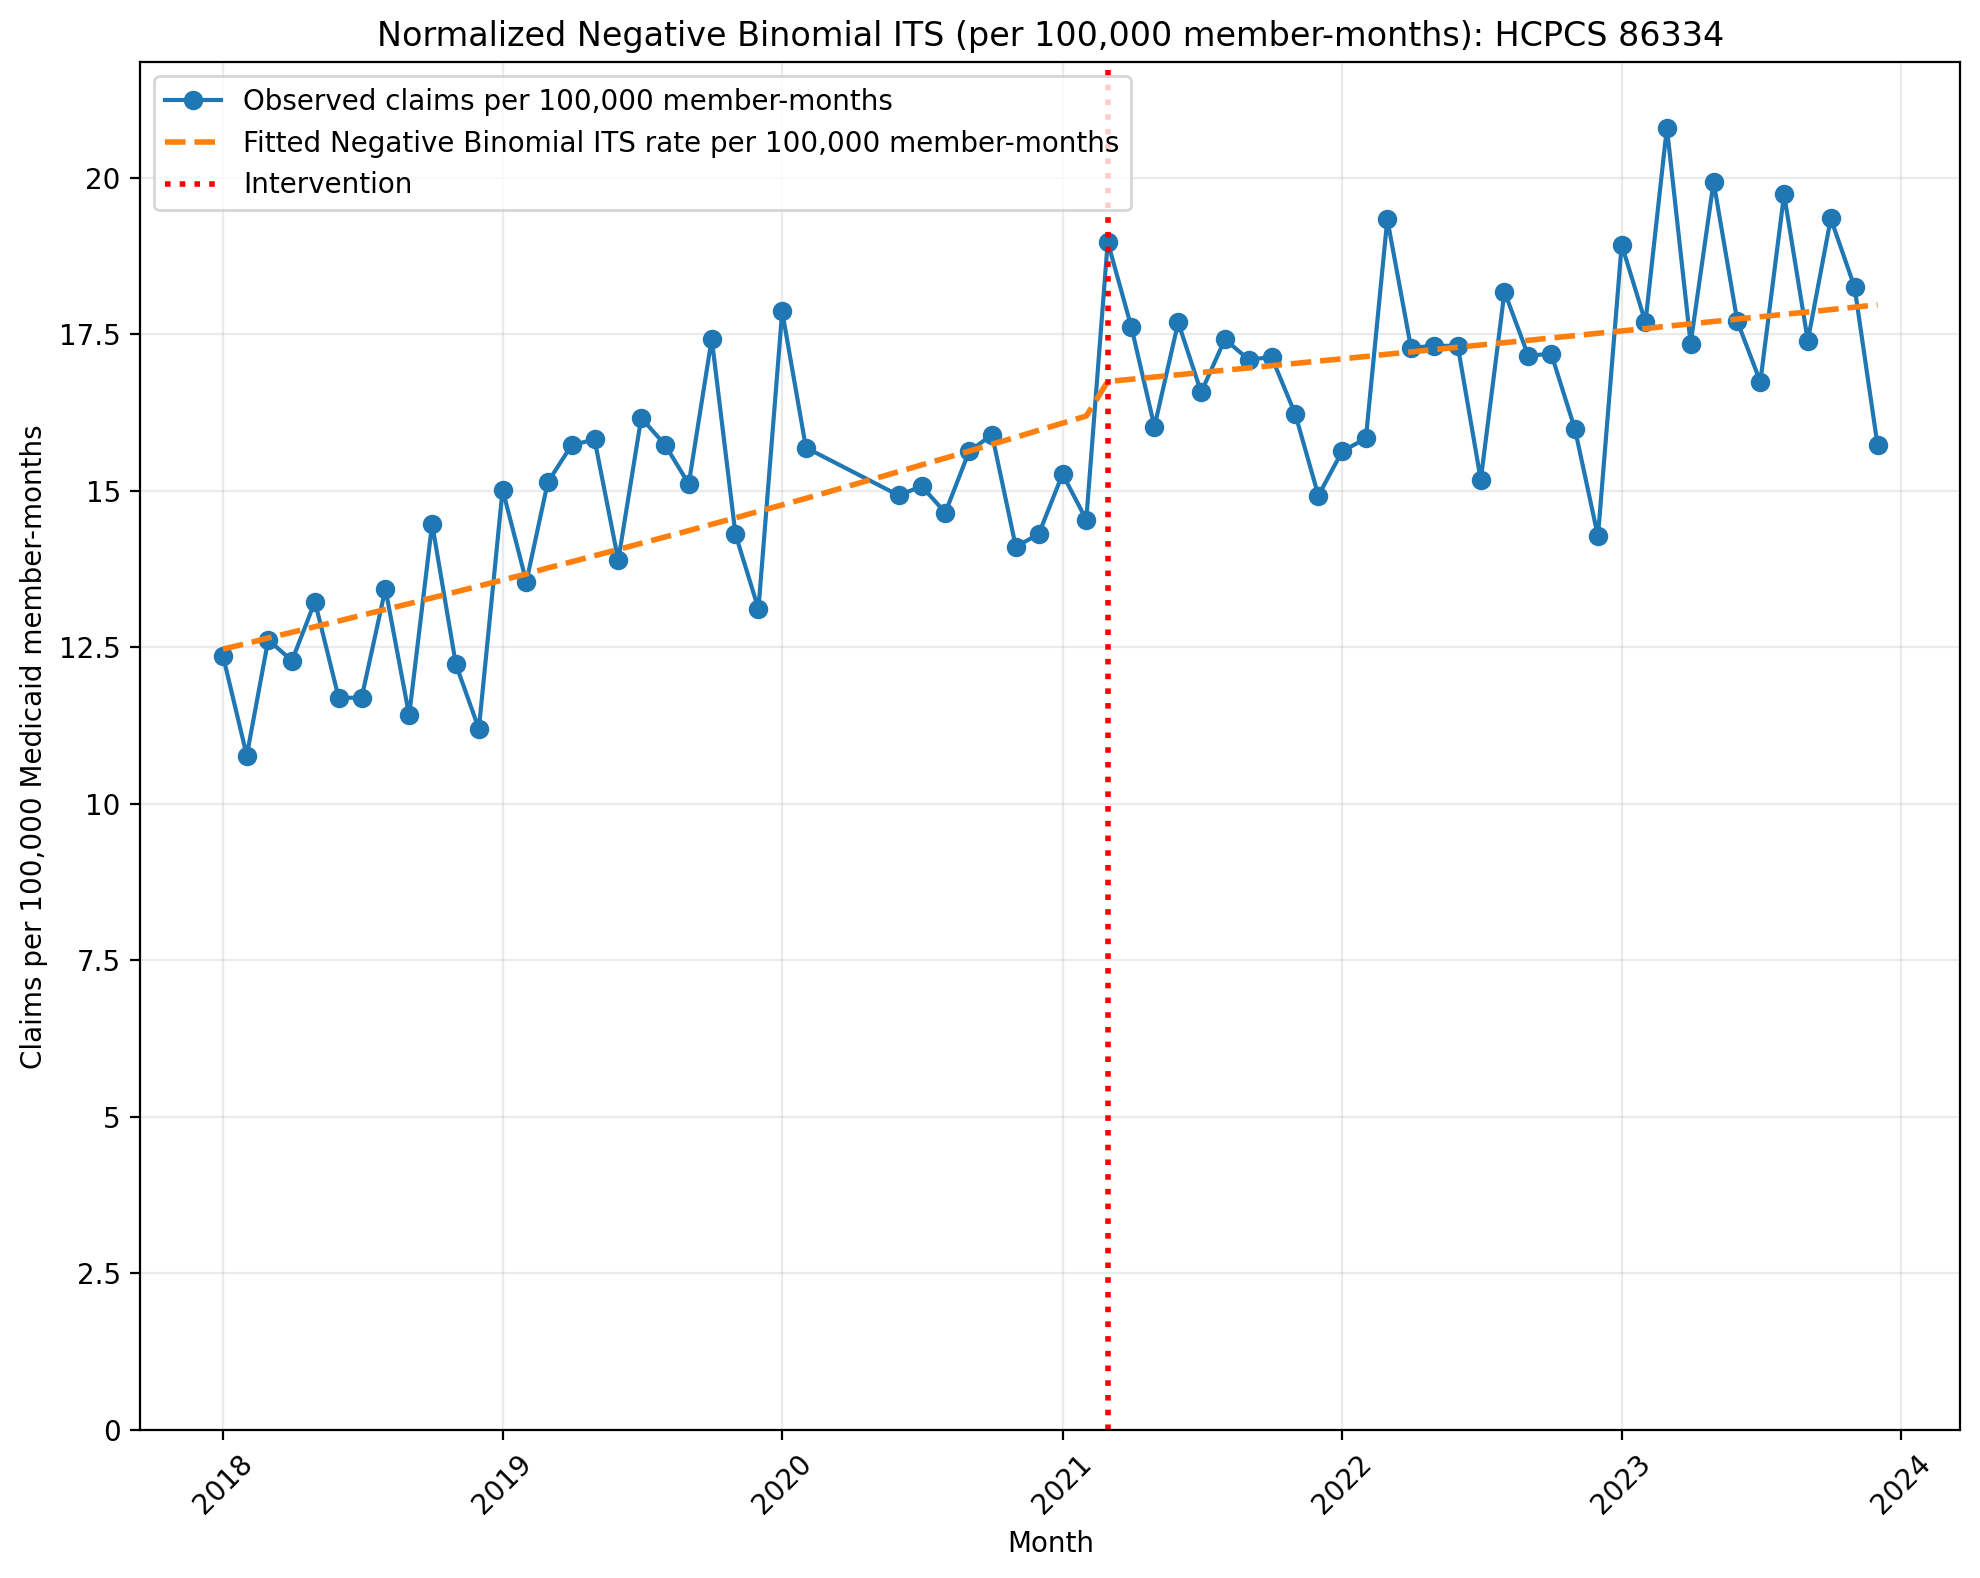 Normalized Negative Binomial ITS (per 100,000 member-months): HCPCS 86334
Observed claims per 100,000 member-months
Fitted Negative Binomial ITS rate per 100,000 member-months
Intervention
Claims per 100,000 Medicaid member-months
20
17.5
15
12.5
10
7.5
5
2.5
0
2018
2019
2020
2021
2022
2023
2024
Month